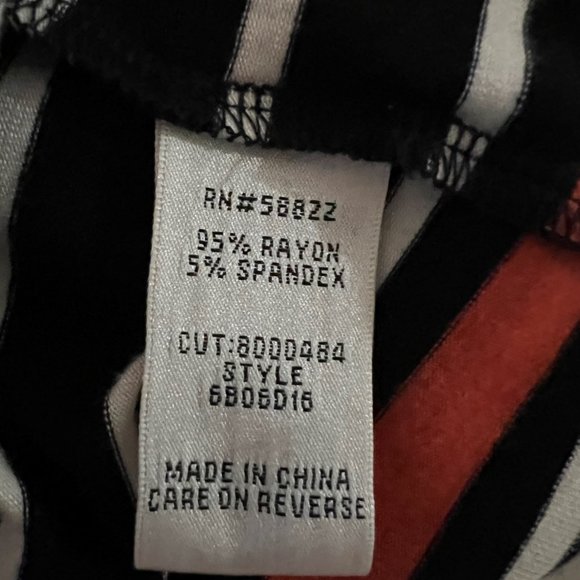 RN#58822
95% RAYON
5% SPANDEX
CUT:8000484
STYLE
6B06D16
MADE IN CHINA
CARE ON REVERSE